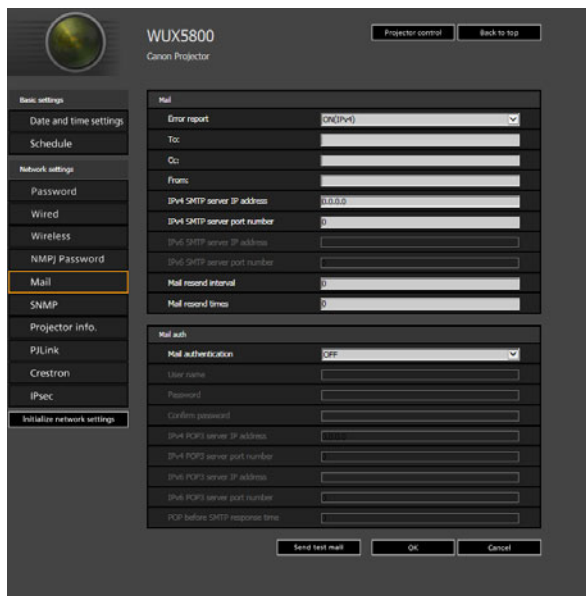 WUX5800
Canon Projector
Projector control
Back to top
Basic settings
Date and time settings
Schedule
Network settings
Password
Wired
Wireless
NMPJ Password
Mail
SNMP
Projector info.
PJLink
Crestron
IPsec
Initialize network settings
Mail
Error report ON(IPv4)
To:
Cc:
From:
IPv4 SMTP server IP address 0.0.0.0
IPv4 SMTP server port number 0
IPv6 SMTP server IP address
IPv6 SMTP server port number
Mail resend interval 0
Mail resend times 0
Mail auth
Mail authentication OFF
User name
Password
Confirm password
IPv4 POP3 server IP address 0.0.0.0
IPv4 POP3 server port number
IPv6 POP3 server IP address
IPv6 POP3 server port number
POP before SMTP response time
Send test mail
OK
Cancel